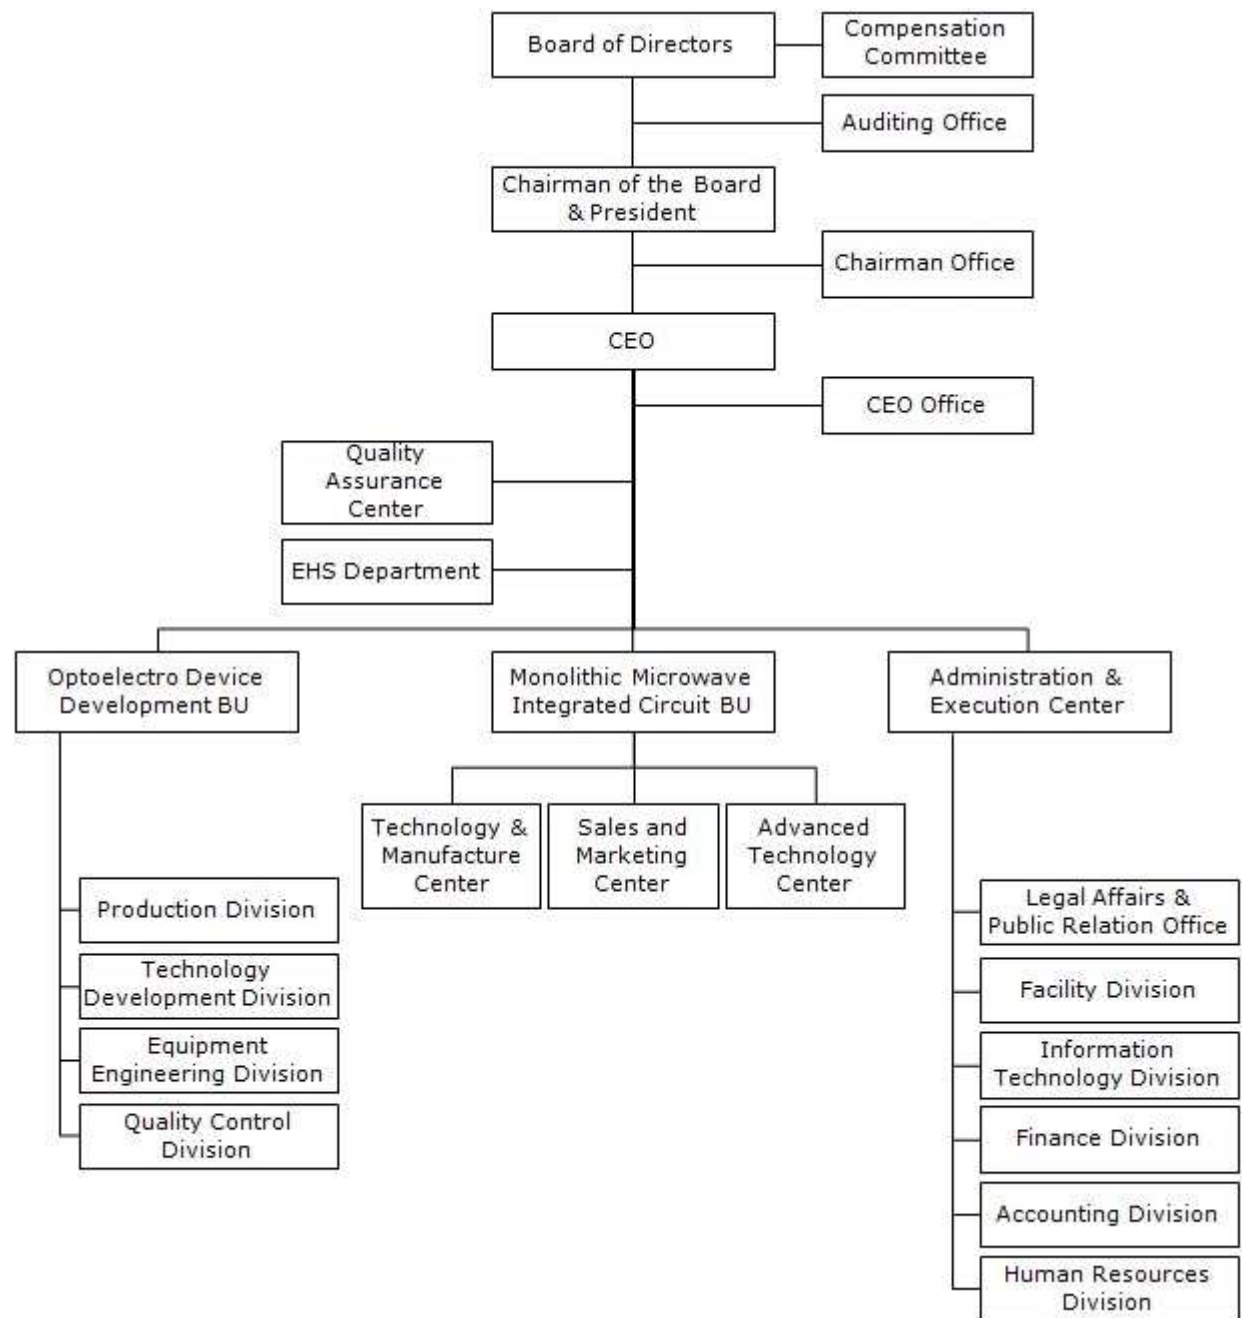 Board of Directors
Compensation
Committee
Auditing Office
Chairman of the Board
& President
Chairman Office
CEO
CEO Office
Quality
Assurance
Center
EHS Department
Optoelectro Device
Development BU
Monolithic Microwave
Integrated Circuit BU
Administration &
Execution Center
Technology &
Manufacture
Center
Sales and
Marketing
Center
Advanced
Technology
Center
Production Division
Technology
Development Division
Equipment
Engineering Division
Quality Control
Division
Legal Affairs &
Public Relation Office
Facility Division
Information
Technology Division
Finance Division
Accounting Division
Human Resources
Division